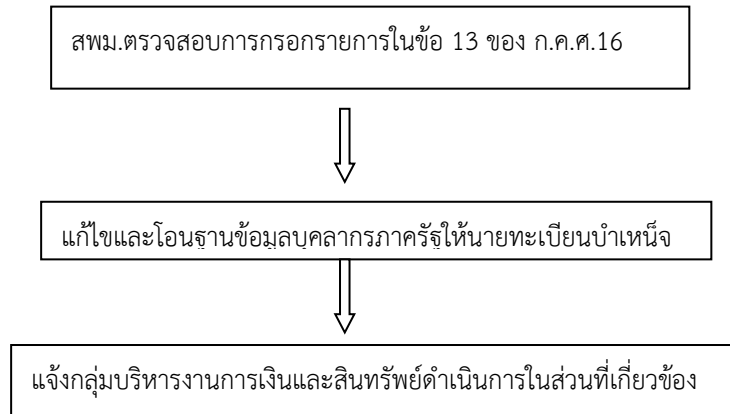 สพม.ตรวจสอบการกรอกรายการในข้อ 13 ของ ก.ค.ศ.16
แก้ไขและโอนฐานข้อมูลบุคลากรภาครัฐให้นายทะเบียนบำเหน็จ
แจ้งกลุ่มบริหารงานการเงินและสินทรัพย์ดำเนินการในส่วนที่เกี่ยวข้อง